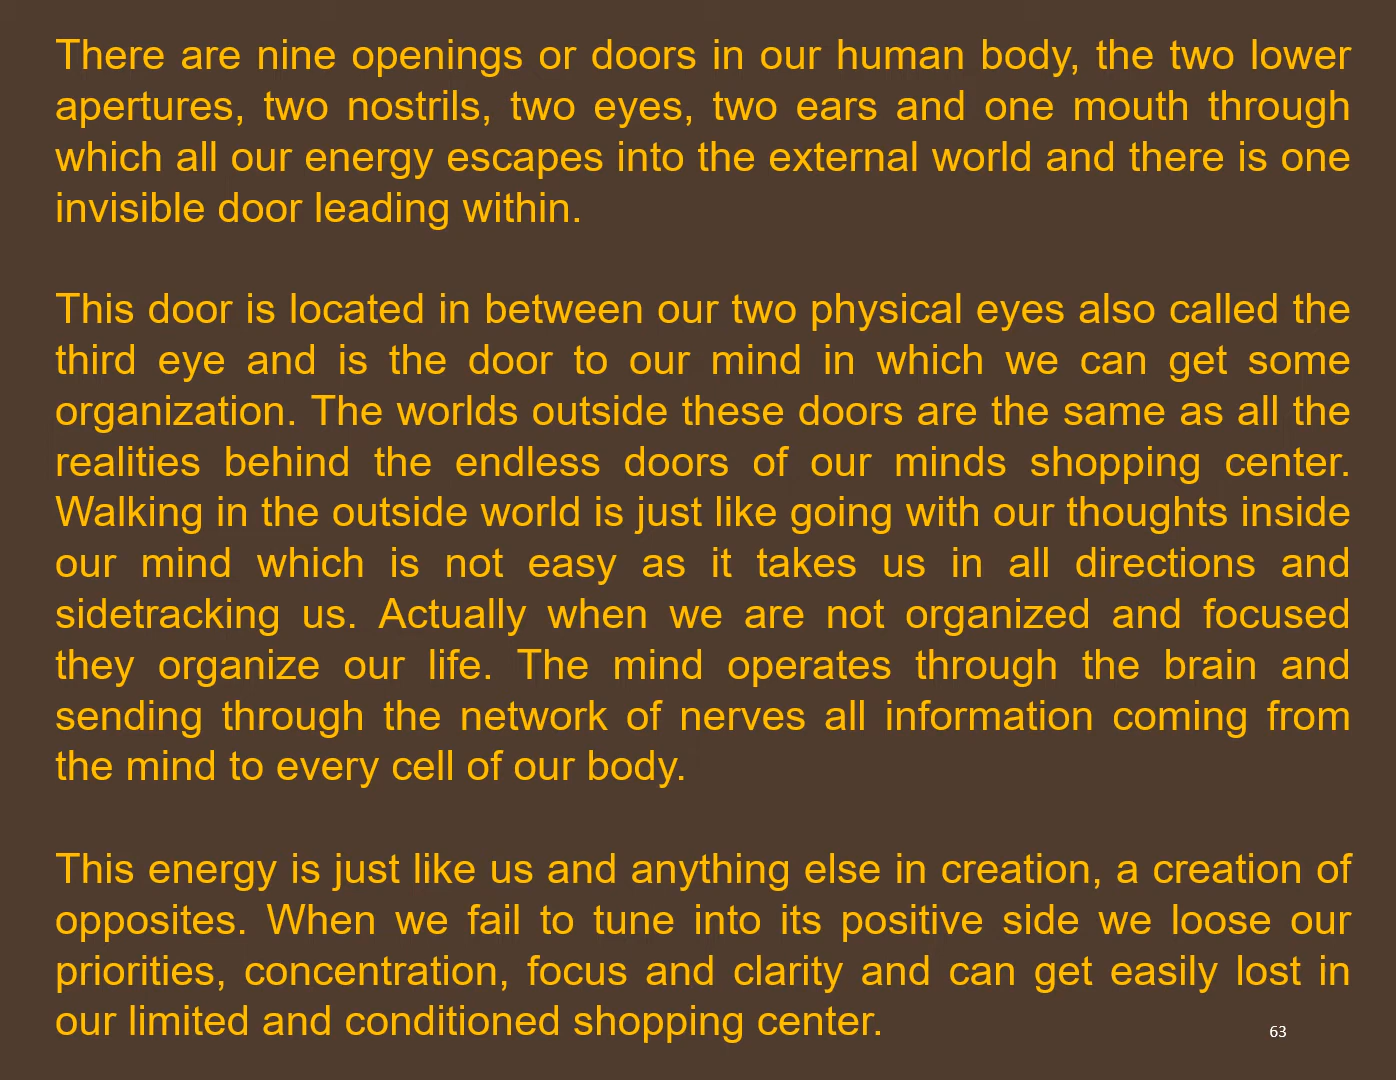 There are nine openings or doors in our human body, the two lower
apertures, two nostrils, two eyes, two ears and one mouth through
which all our energy escapes into the external world and there is one
invisible door leading within.
This door is located in between our two physical eyes also called the
third eye and is the door to our mind in which we can get some
organization. The worlds outside these doors are the same as all the
realities behind the endless doors of our minds shopping center.
Walking in the outside world is just like going with our thoughts inside
our mind which is not easy as it takes us in all directions and
sidetracking us. Actually when we are not organized and focused
they organize our life. The mind operates through the brain and
sending through the network of nerves all information coming from
the mind to every cell of our body.
This energy is just like us and anything else in creation, a creation of
opposites. When we fail to tune into its positive side we loose our
priorities, concentration, focus and clarity and can get easily lost in
our limited and conditioned shopping center.
63